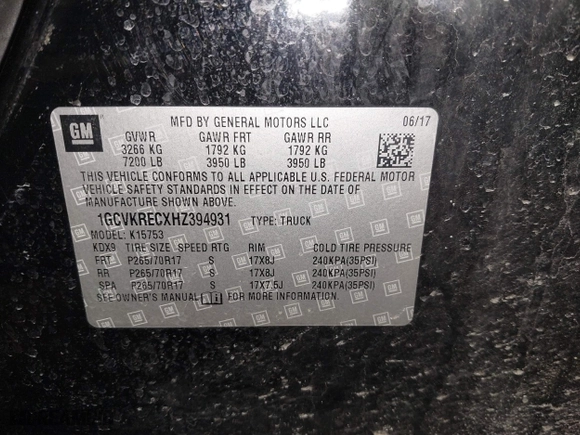 GM
MFD BY GENERAL MOTORS LLC 06/17
GVWR GAWR FRT GAWR RR
3266 KG 1792 KG 1792 KG
7200 LB 3950 LB 3950 LB
THIS VEHICLE CONFORMS TO ALL APPLICABLE U.S. FEDERAL MOTOR
VEHICLE SAFETY STANDARDS IN EFFECT ON THE DATE OF
MANUFACTURE SHOWN ABOVE.
1GCVKRECXHZ394931 TYPE: TRUCK
MODEL: K15753
KDX9 TIRE SIZE SPEED RTG RIM COLD TIRE PRESSURE
FRT P265/70R17 S 17X8J 240KPA(35PSI)
RR P265/70R17 S 17X8J 240KPA(35PSI)
SPA P265/70R17 S 17X7.5J 240KPA(35PSI)
SEE OWNER'S MANUAL